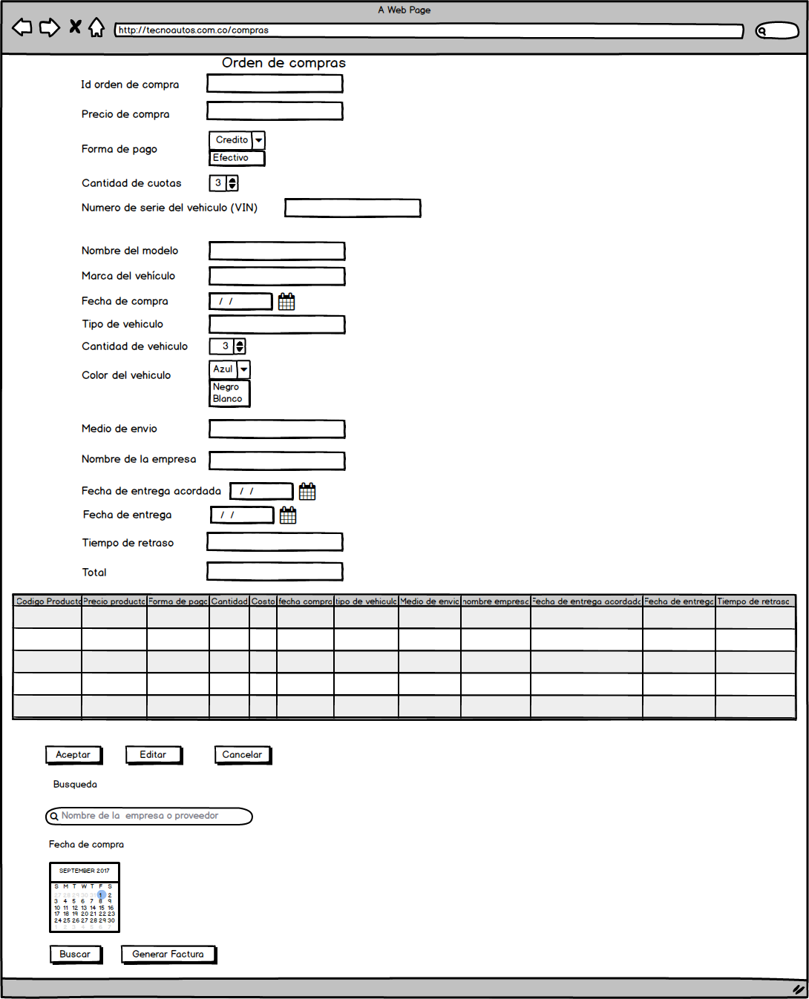 A Web Page
http://tecnoautos.com.co/compras
Orden de compras
Id orden de compra
Precio de compra
Forma de pago
Credito
Efectivo
Cantidad de cuotas
3
Numero de serie del vehiculo (VIN)
Nombre del modelo
Marca del vehículo
Fecha de compra
/ /
Tipo de vehiculo
Cantidad de vehiculo
3
Color del vehiculo
Azul
Negro
Blanco
Medio de envio
Nombre de la empresa
Fecha de entrega acordada
/ /
Fecha de entrega
/ /
Tiempo de retraso
Total
Codigo Producto Precio producto Forma de pago Cantidad Costo fecha compra tipo de vehiculo Medio de envio nombre empresa Fecha de entrega acordada Fecha de entrega Tiempo de retraso
Aceptar Editar Cancelar
Busqueda
Nombre de la empresa o proveedor
Fecha de compra
SEPTEMBER 2017
S M T W T F S
27 28 29 30 31 1 2
3 4 5 6 7 8 9
10 11 12 13 14 15 16
17 18 19 20 21 22 23
24 25 26 27 28 29 30
1 2 3 4 5 6 7
Buscar Generar Factura